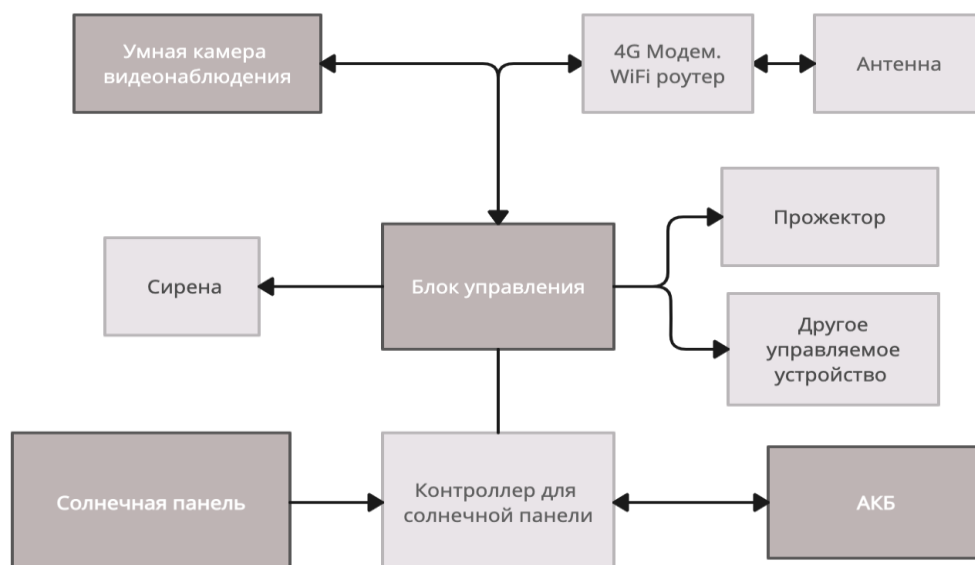 Умная камера
видеонаблюдения
4G Модем.
WiFi роутер
Антенна
Прожектор
Сирена
Блок управления
Другое
управляемое
устройство
Солнечная панель
Контроллер для
солнечной панели
АКБ